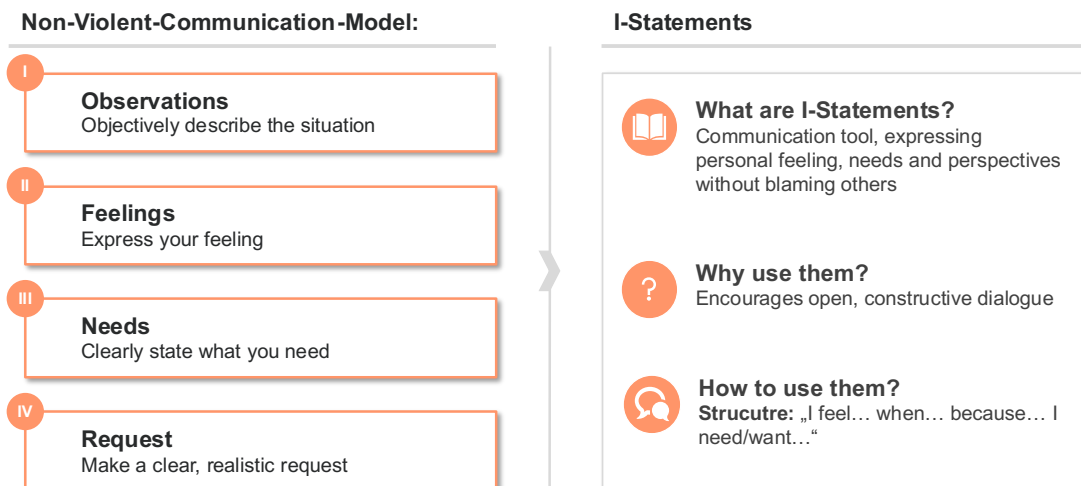 Non-Violent-Communication-Model:
I
Observations
Objectively describe the situation
II
Feelings
Express your feeling
III
Needs
Clearly state what you need
IV
Request
Make a clear, realistic request
I-Statements
What are I-Statements?
Communication tool, expressing
personal feeling, needs and perspectives
without blaming others
?
Why use them?
Encourages open, constructive dialogue
How to use them?
Strucutre: „I feel… when… because… I
need/want…“